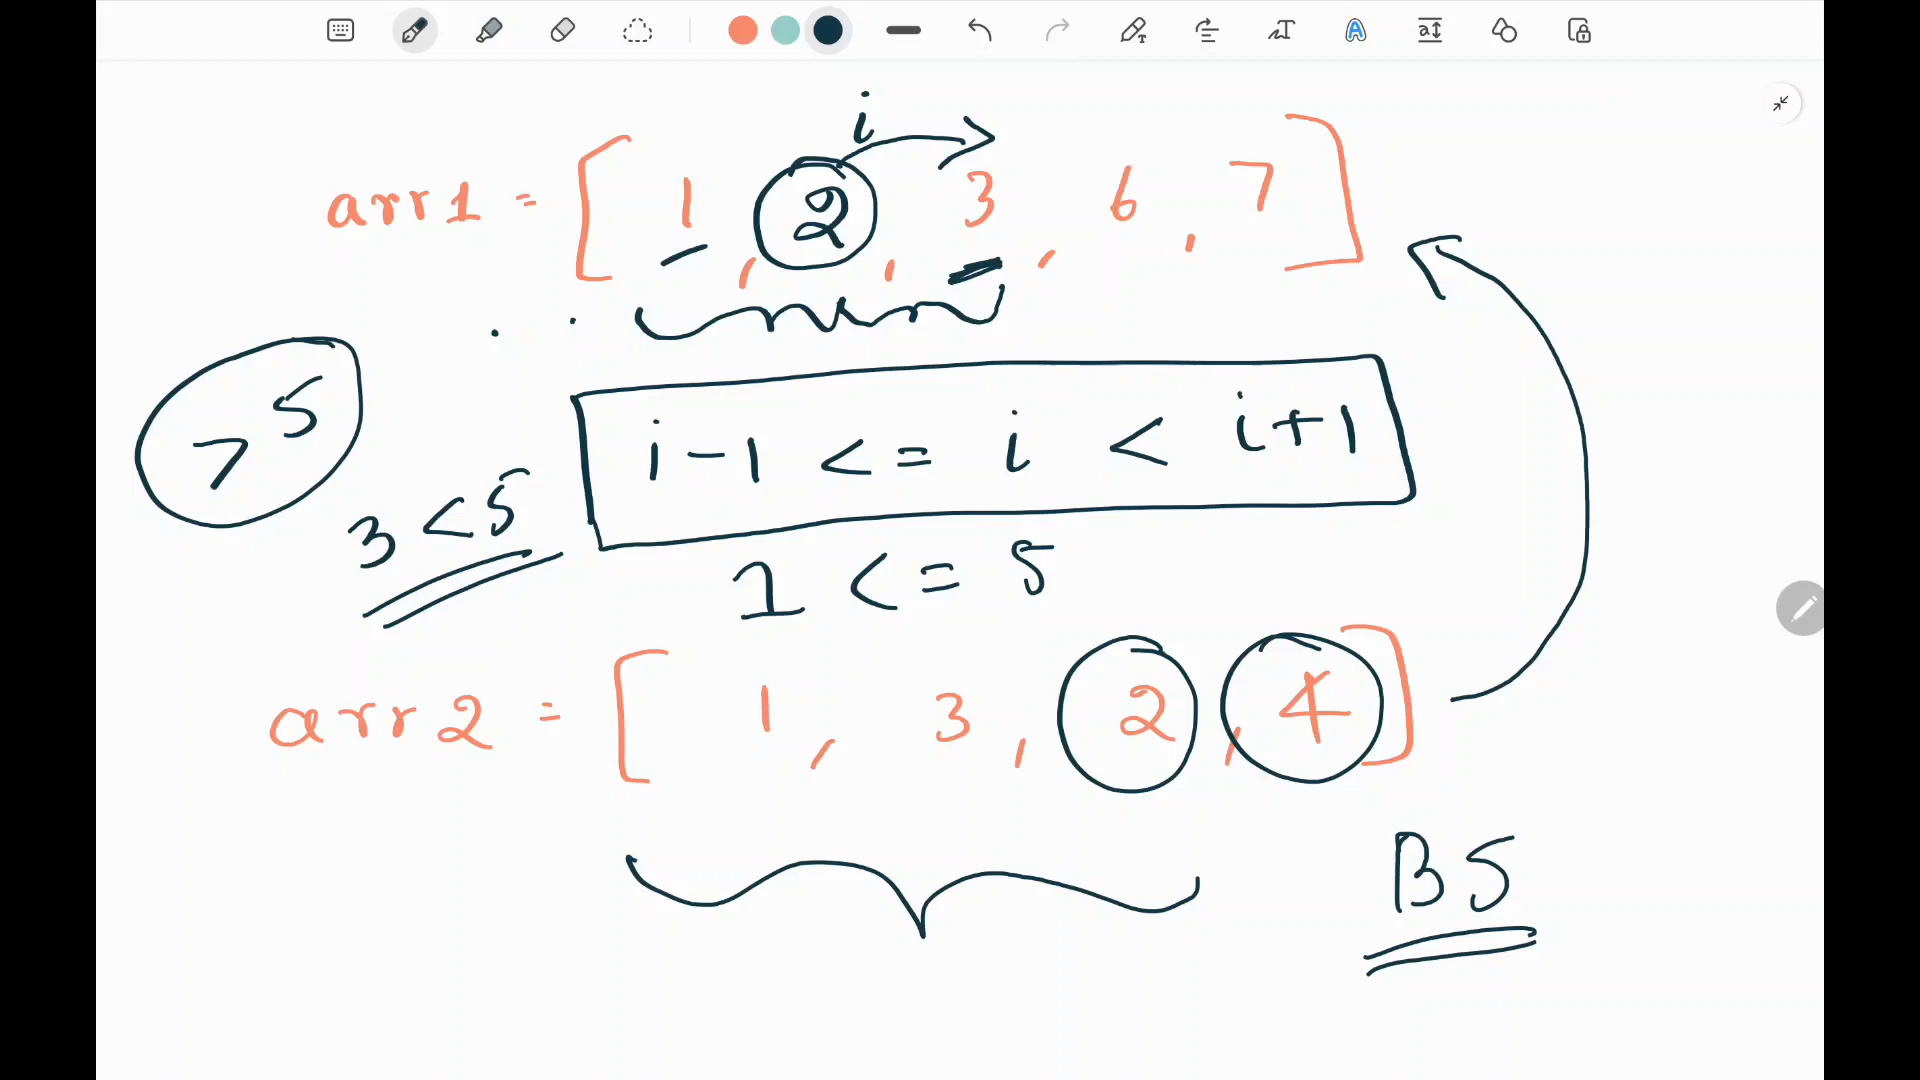 i
arr1 = [ 1, 2, 3, 6, 7 ]
> 5
i-1 <= i < i+1
3 < 5
1 <= 5
arr2 = [ 1, 3, 2, 4 ]
BS